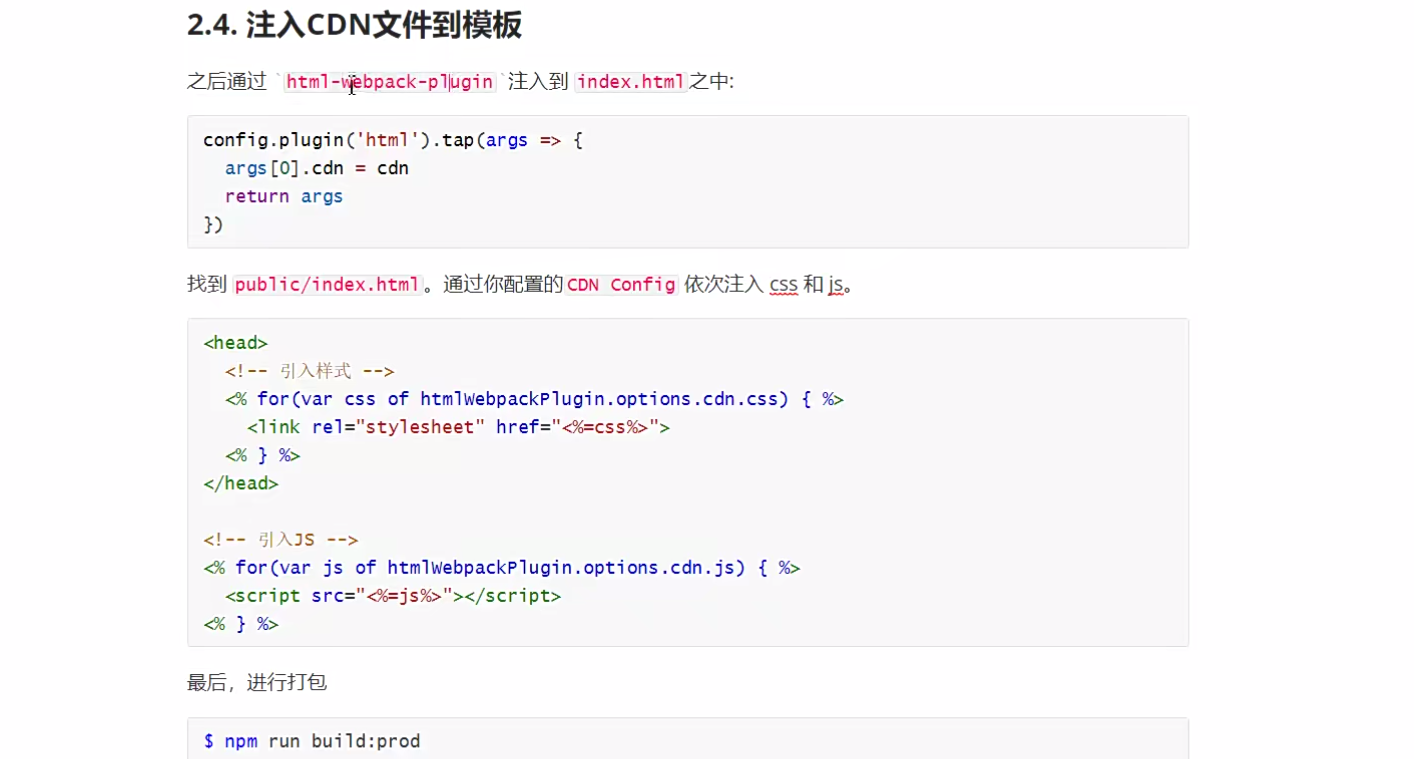 2.4. 注入CDN文件到模板
之后通过 `html-webpack-plugin`注入到 index.html之中:
config.plugin('html').tap(args => {
  args[0].cdn = cdn
  return args
})
找到 public/index.html。通过你配置的CDN Config 依次注入 css 和 js。
<head>
  <!-- 引入样式 -->
  <% for(var css of htmlWebpackPlugin.options.cdn.css) { %>
    <link rel="stylesheet" href="<%=css%>">
  <% } %>
</head>
<!-- 引入JS -->
<% for(var js of htmlWebpackPlugin.options.cdn.js) { %>
  <script src="<%=js%>"></script>
<% } %>
最后，进行打包
$ npm run build:prod